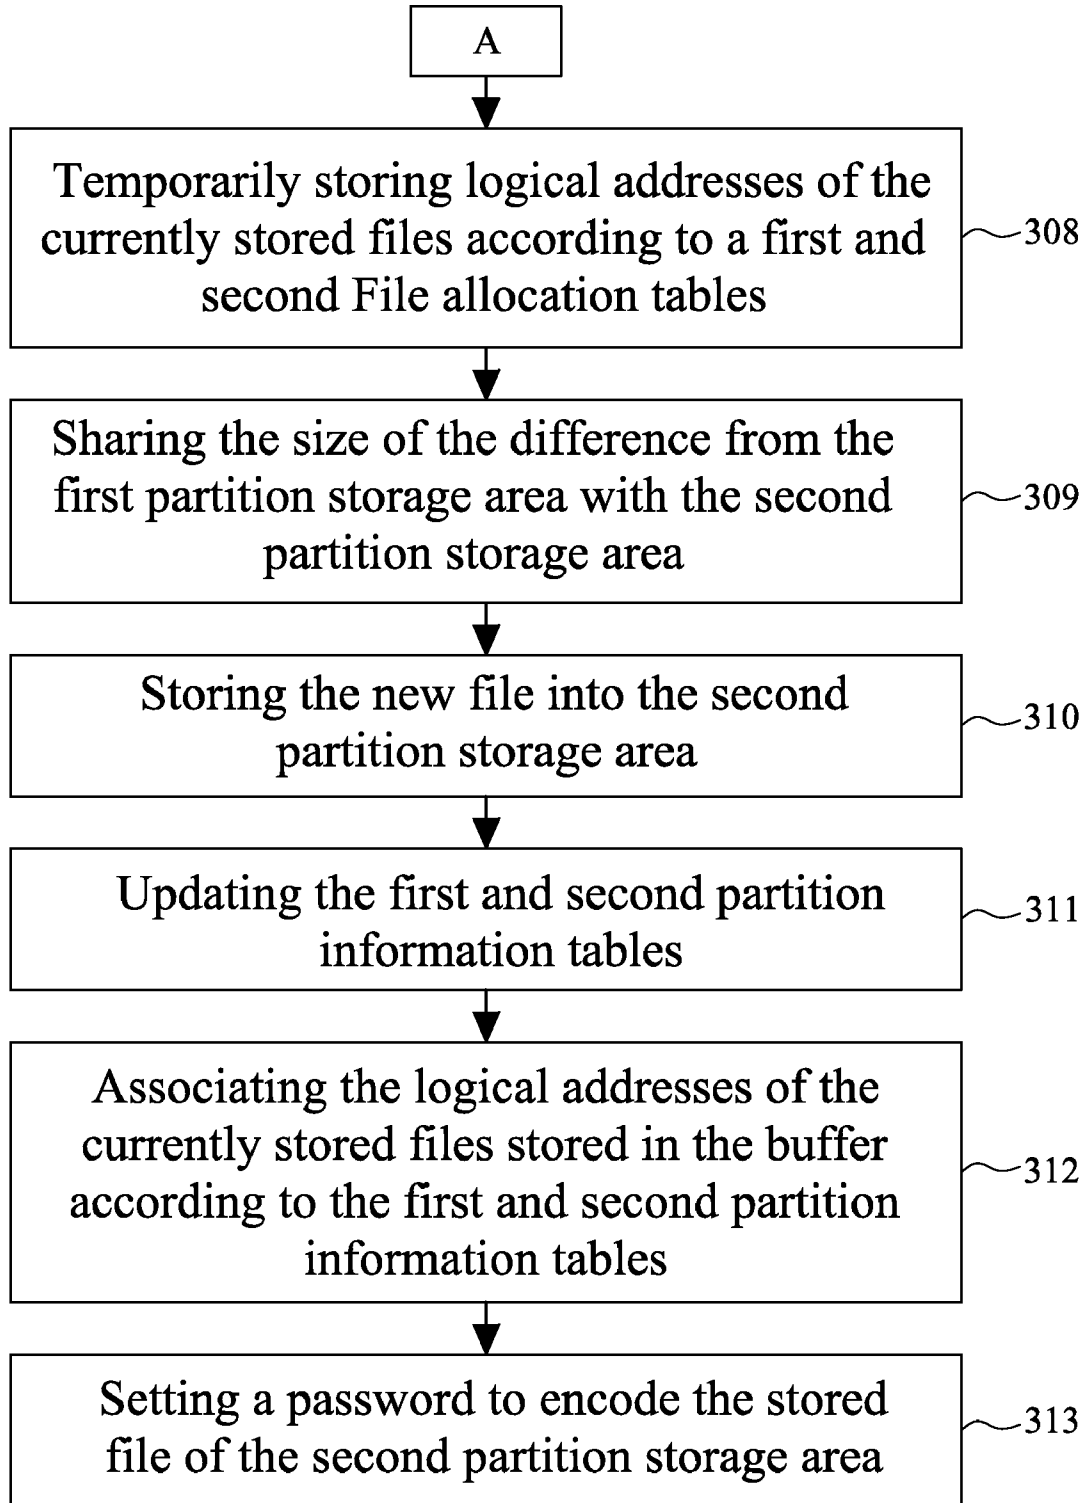 A
Temporarily storing logical addresses of the
currently stored files according to a first and
second File allocation tables
308
Sharing the size of the difference from the
first partition storage area with the second
partition storage area
309
Storing the new file into the second
partition storage area
310
Updating the first and second partition
information tables
311
Associating the logical addresses of the
currently stored files stored in the buffer
according to the first and second partition
information tables
312
Setting a password to encode the stored
file of the second partition storage area
313